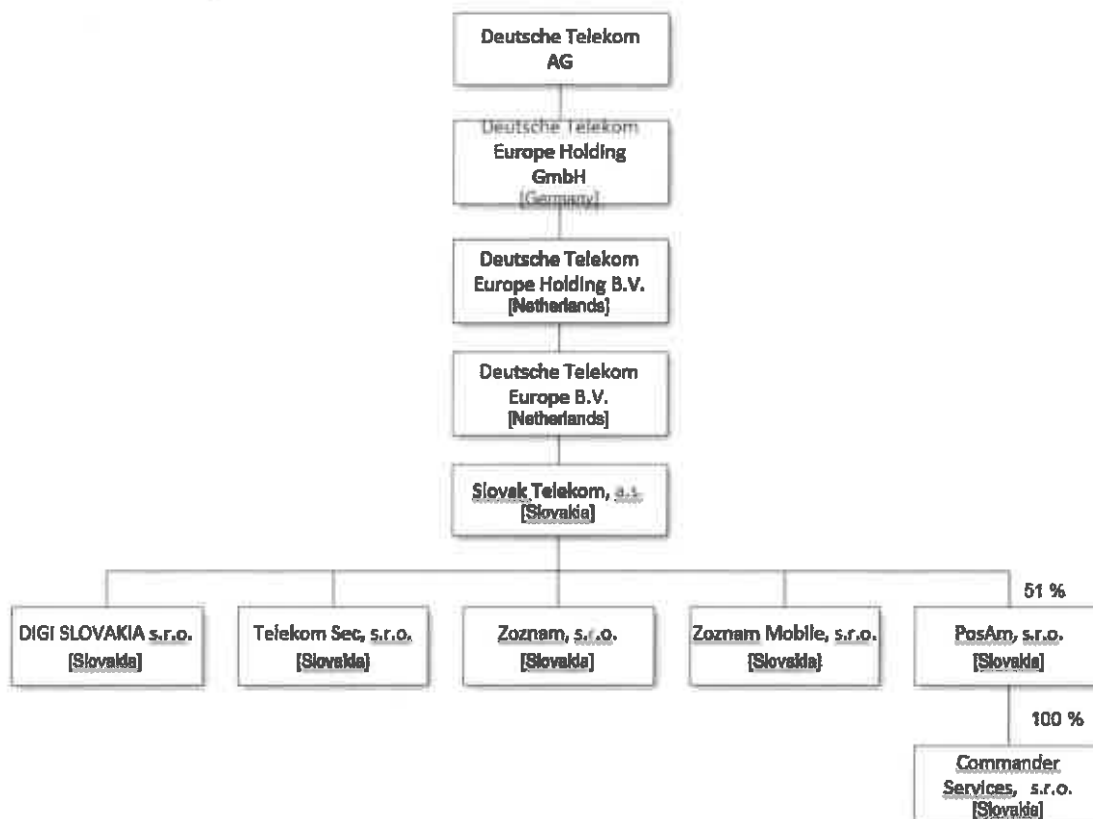 Deutsche Telekom
AG
Deutsche Telekom
Europe Holding
GmbH
[Germany]
Deutsche Telekom
Europe Holding B.V.
[Netherlands]
Deutsche Telekom
Europe B.V.
[Netherlands]
Slovak Telekom, a.s.
[Slovakia]
51 %
DIGI SLOVAKIA s.r.o.
[Slovakia]
Telekom Sec, s.r.o.
[Slovakia]
Zoznam, s.r.o.
[Slovakia]
Zoznam Mobile, s.r.o.
[Slovakia]
PosAm, s.r.o.
[Slovakia]
100 %
Commander
Services, s.r.o.
[Slovakia]